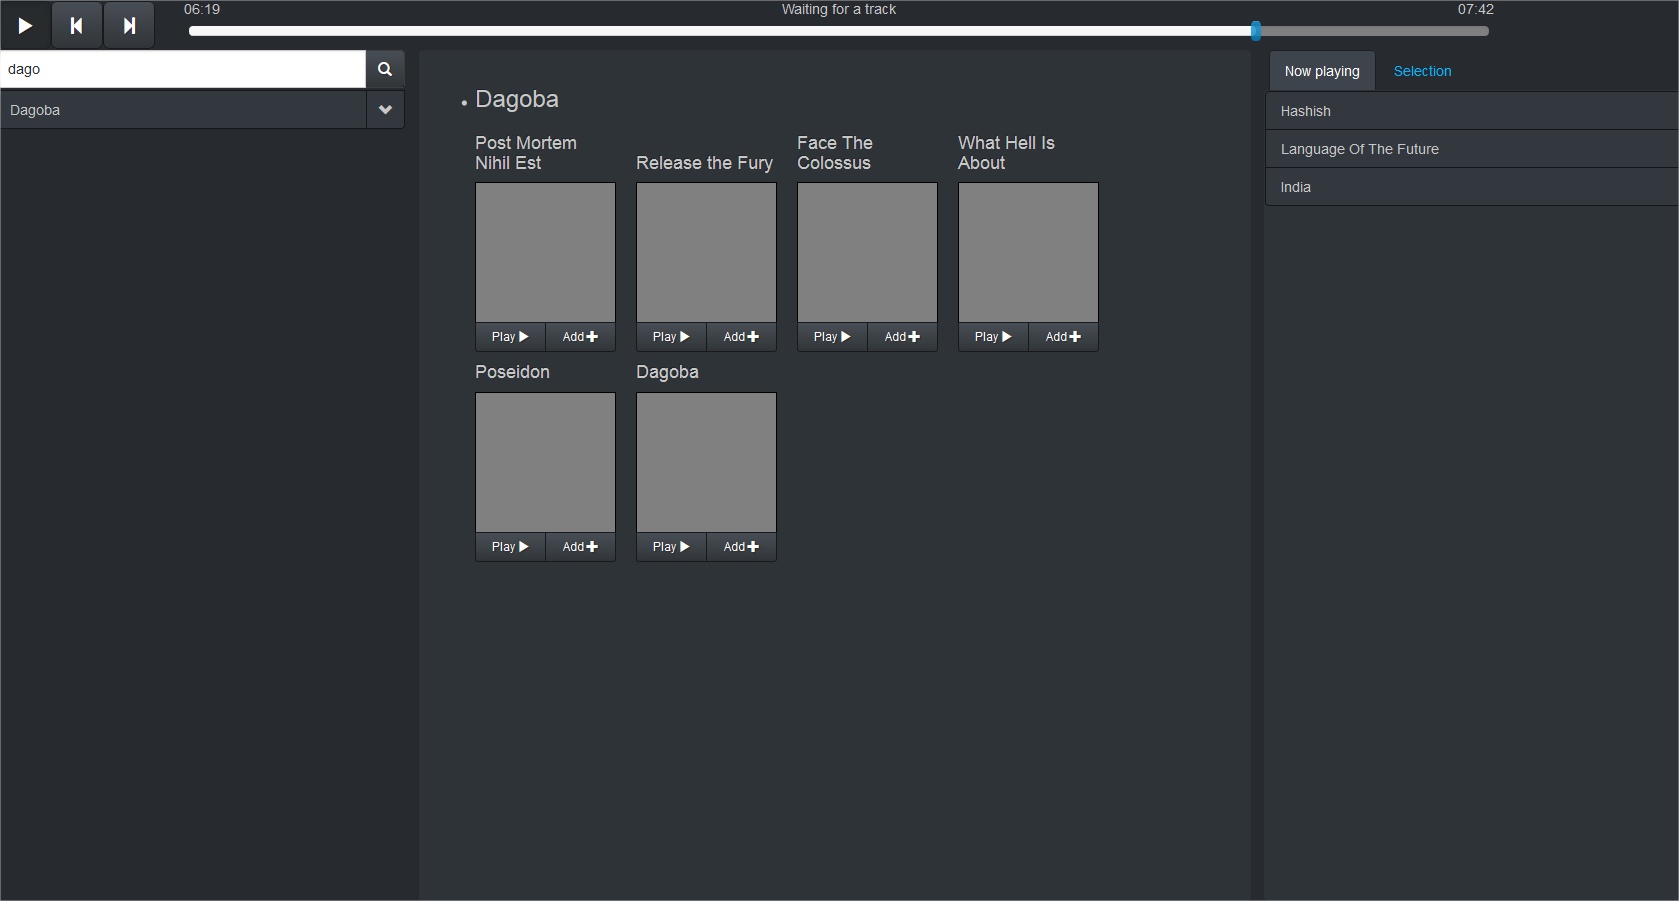 06:19
Waiting for a track
07:42
dago
Dagoba
• Dagoba
Post Mortem
Nihil Est
Release the Fury
Face The
Colossus
What Hell Is
About
Play Add
Play Add
Play Add
Play Add
Poseidon
Dagoba
Play Add
Play Add
Now playing
Selection
Hashish
Language Of The Future
India